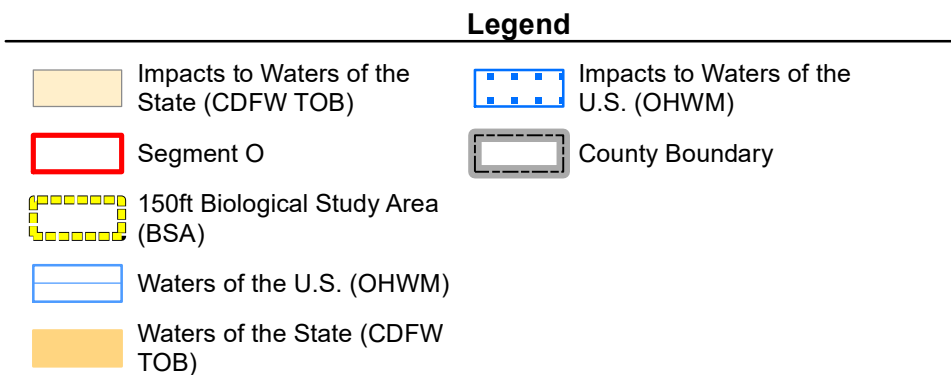 Legend
Impacts to Waters of the
State (CDFW TOB)
Segment O
150ft Biological Study Area
(BSA)
Waters of the U.S. (OHWM)
Waters of the State (CDFW
TOB)
Impacts to Waters of the
U.S. (OHWM)
County Boundary